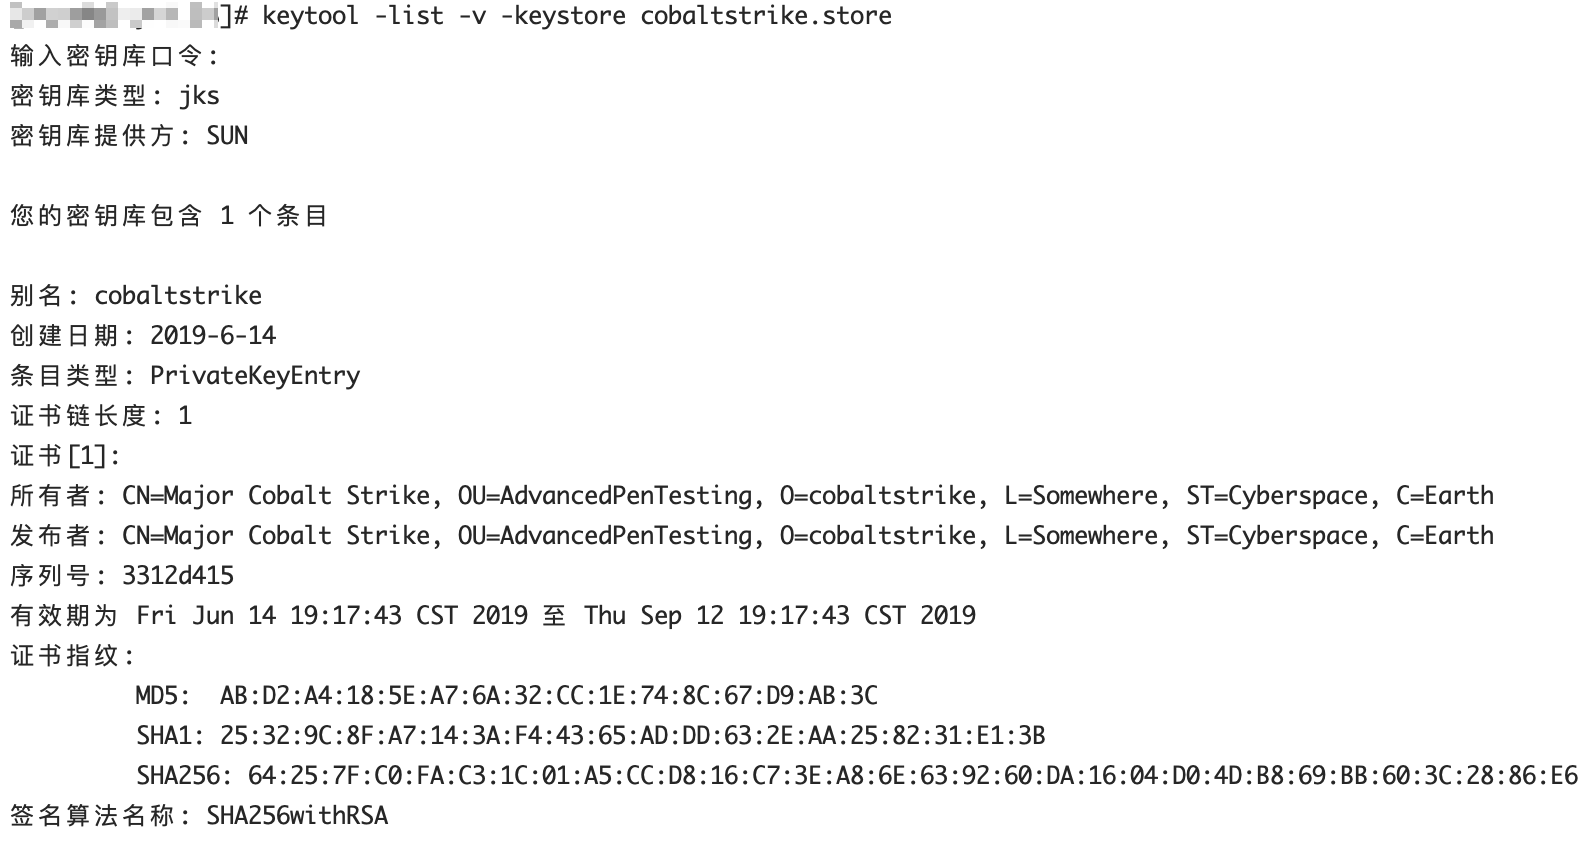 ]# keytool -list -v -keystore cobaltstrike.store
输入密钥库口令:
密钥库类型: jks
密钥库提供方: SUN
您的密钥库包含 1 个条目
别名: cobaltstrike
创建日期: 2019-6-14
条目类型: PrivateKeyEntry
证书链长度: 1
证书[1]:
所有者: CN=Major Cobalt Strike, OU=AdvancedPenTesting, O=cobaltstrike, L=Somewhere, ST=Cyberspace, C=Earth
发布者: CN=Major Cobalt Strike, OU=AdvancedPenTesting, O=cobaltstrike, L=Somewhere, ST=Cyberspace, C=Earth
序列号: 3312d415
有效期为 Fri Jun 14 19:17:43 CST 2019 至 Thu Sep 12 19:17:43 CST 2019
证书指纹:
MD5: AB:D2:A4:18:5E:A7:6A:32:CC:1E:74:8C:67:D9:AB:3C
SHA1: 25:32:9C:8F:A7:14:3A:F4:43:65:AD:DD:63:2E:AA:25:82:31:E1:3B
SHA256: 64:25:7F:C0:FA:C3:1C:01:A5:CC:D8:16:C7:3E:A8:6E:63:92:60:DA:16:04:D0:4D:B8:69:BB:60:3C:28:86:E6
签名算法名称: SHA256withRSA